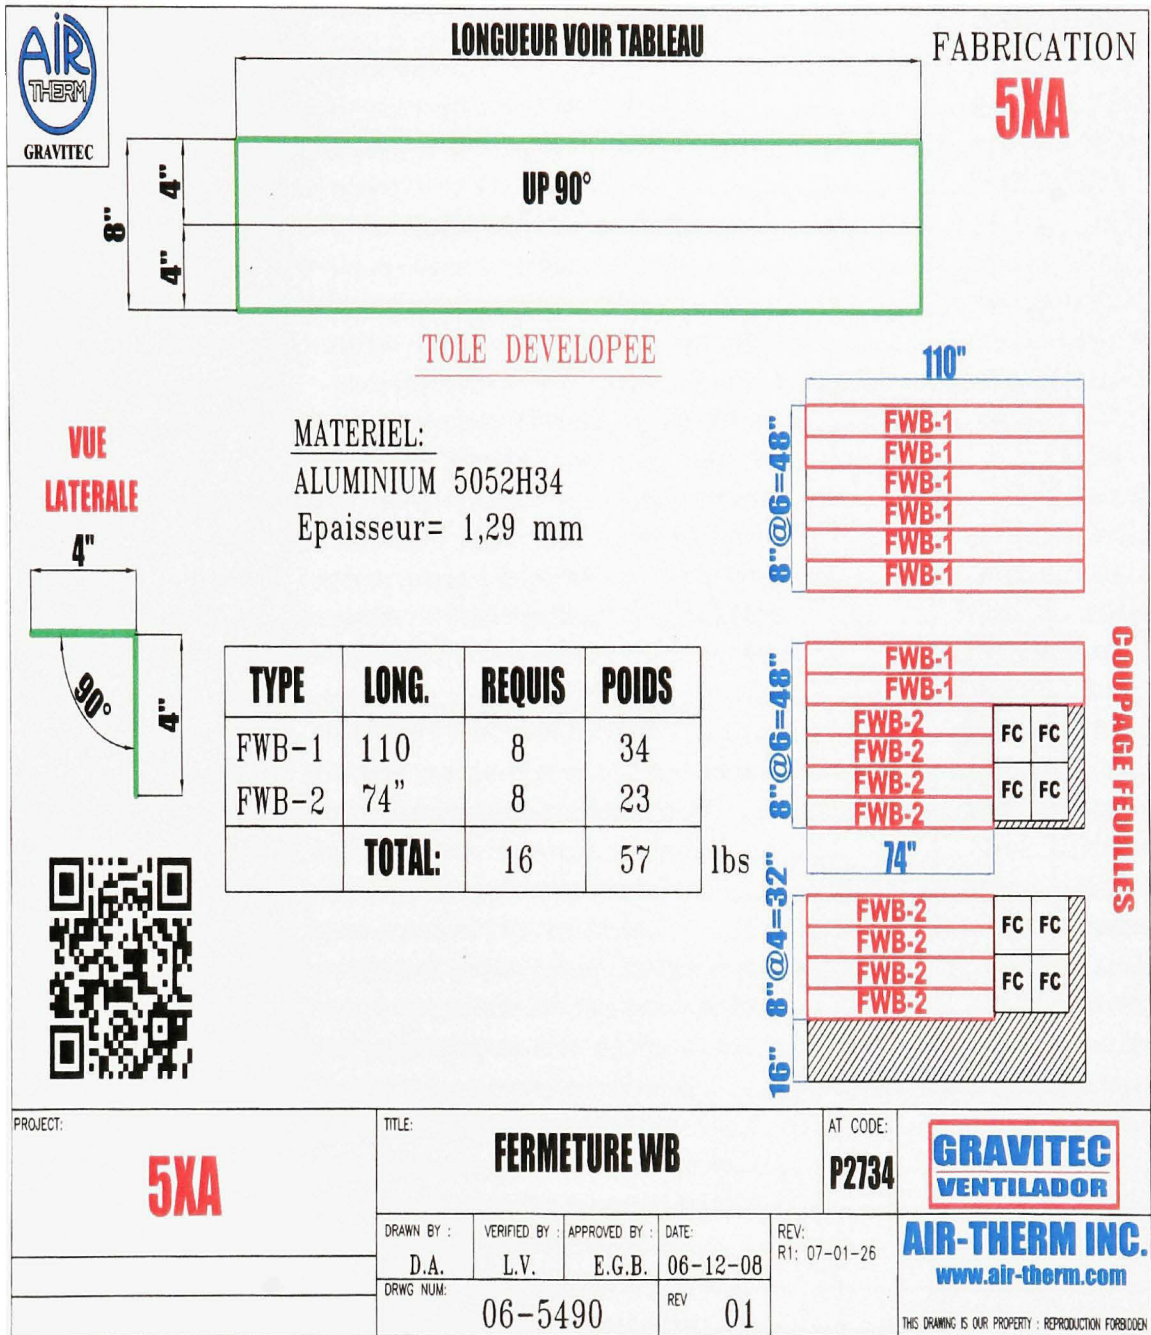 AIR
THERM
GRAVITEC
LONGUEUR VOIR TABLEAU
FABRICATION
5XA
8"
4"
4"
UP 90°
TOLE DEVELOPEE
VUE
LATERALE
4"
90°
4"
MATERIEL:
ALUMINIUM 5052H34
Epaisseur= 1,29 mm
TYPE LONG. REQUIS POIDS
FWB-1 110 8 34
FWB-2 74" 8 23
TOTAL: 16 57 lbs
110"
8"@6=48"
FWB-1
FWB-1
FWB-1
FWB-1
FWB-1
FWB-1
8"@6=48"
FWB-1
FWB-1
FWB-2
FWB-2
FWB-2
FWB-2
FC FC
FC FC
74"
8"@4=32"
FWB-2
FWB-2
FWB-2
FWB-2
FC FC
FC FC
16"
COUPAGE FEUILLES
PROJECT:
5XA
TITLE:
FERMETURE WB
AT CODE:
P2734
GRAVITEC
VENTILADOR
DRAWN BY :
D.A.
VERIFIED BY :
L.V.
APPROVED BY :
E.G.B.
DATE:
06-12-08
REV:
R1: 07-01-26
DRWG NUM:
06-5490
REV
01
AIR-THERM INC.
www.air-therm.com
THIS DRAWING IS OUR PROPERTY : REPRODUCTION FORBIDDEN